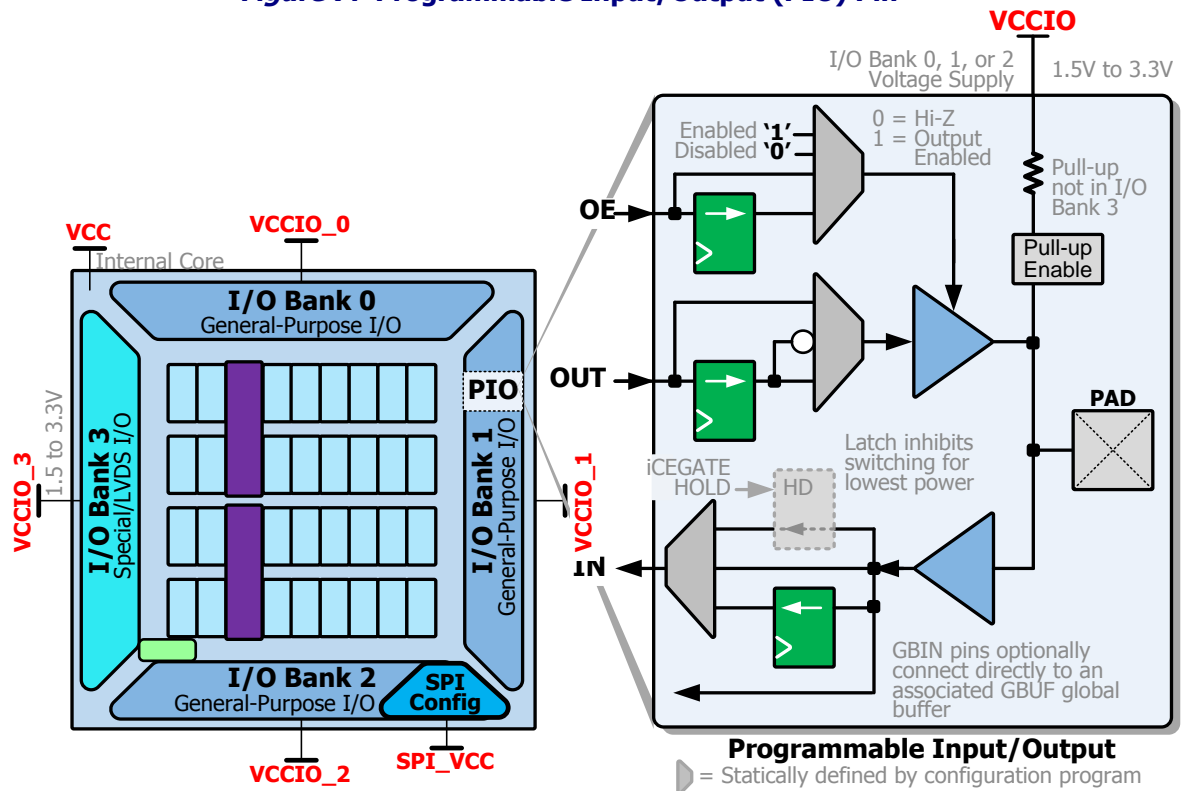 VCCIO
I/O Bank 0, 1, or 2
Voltage Supply
1.5V to 3.3V
Enabled ‘1’
Disabled ‘0’
0 = Hi-Z
1 = Output
Enabled
Pull-up
not in I/O
Bank 3
Pull-up
Enable
OE
OUT
PAD
Latch inhibits
switching for
lowest power
iCEGATE
HOLD
HD
IN
GBIN pins optionally
connect directly to an
associated GBUF global
buffer
Programmable Input/Output
= Statically defined by configuration program
VCC
VCCIO_0
Internal Core
I/O Bank 0
General-Purpose I/O
PIO
I/O Bank 1
General-Purpose I/O
VCCIO_1
1.5 to 3.3V
VCCIO_3
I/O Bank 3
Special/LVDS I/O
I/O Bank 2
General-Purpose I/O
SPI
Config
VCCIO_2
SPI_VCC